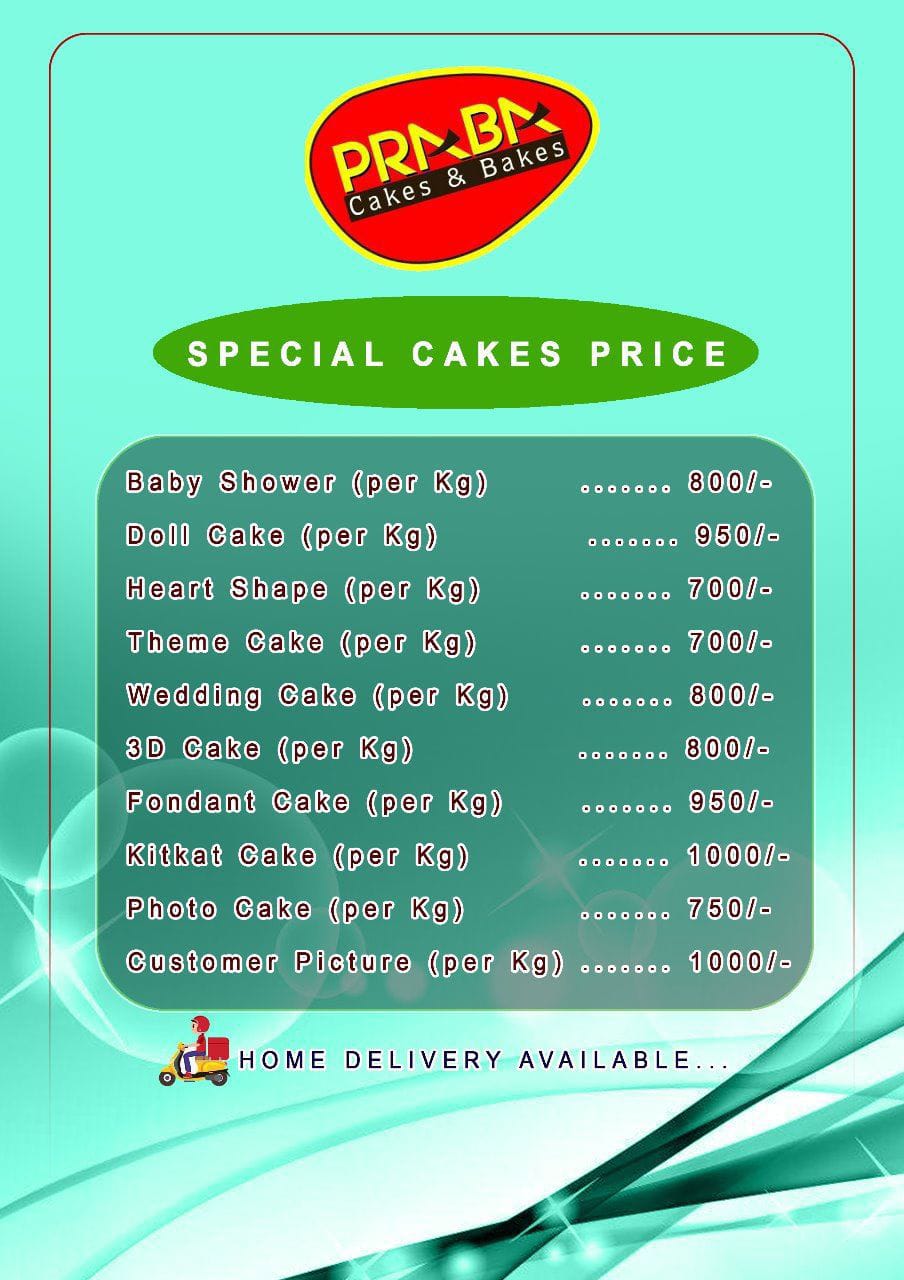 PRABA
Cakes & Bakes
SPECIAL CAKES PRICE
Baby Shower (per Kg) ....... 800/-
Doll Cake (per Kg) ....... 950/-
Heart Shape (per Kg) ....... 700/-
Theme Cake (per Kg) ....... 700/-
Wedding Cake (per Kg) ....... 800/-
3D Cake (per Kg) ....... 800/-
Fondant Cake (per Kg) ....... 950/-
Kitkat Cake (per Kg) ....... 1000/-
Photo Cake (per Kg) ....... 750/-
Customer Picture (per Kg) ....... 1000/-
HOME DELIVERY AVAILABLE...